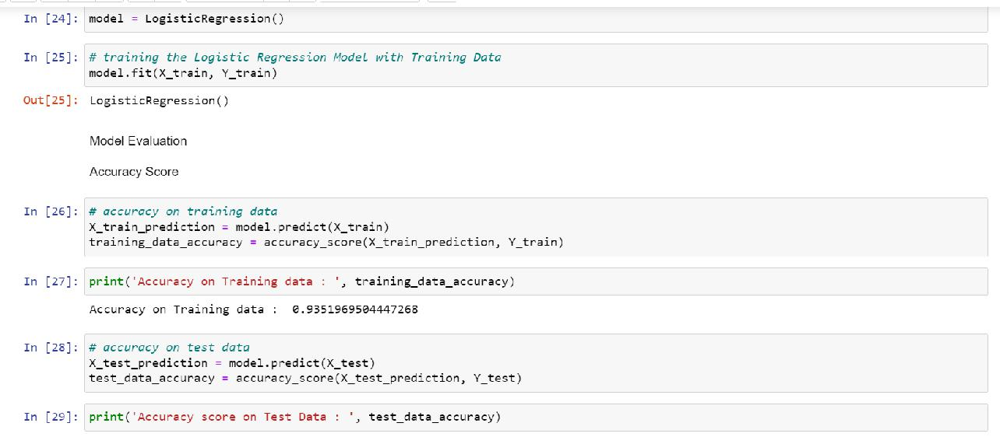 In [24]: model = LogisticRegression()
In [25]: # training the Logistic Regression Model with Training Data
model.fit(X_train, Y_train)
Out[25]: LogisticRegression()
Model Evaluation
Accuracy Score
In [26]: # accuracy on training data
X_train_prediction = model.predict(X_train)
training_data_accuracy = accuracy_score(X_train_prediction, Y_train)
In [27]: print('Accuracy on Training data : ', training_data_accuracy)
Accuracy on Training data :  0.9351969504447268
In [28]: # accuracy on test data
X_test_prediction = model.predict(X_test)
test_data_accuracy = accuracy_score(X_test_prediction, Y_test)
In [29]: print('Accuracy score on Test Data : ', test_data_accuracy)